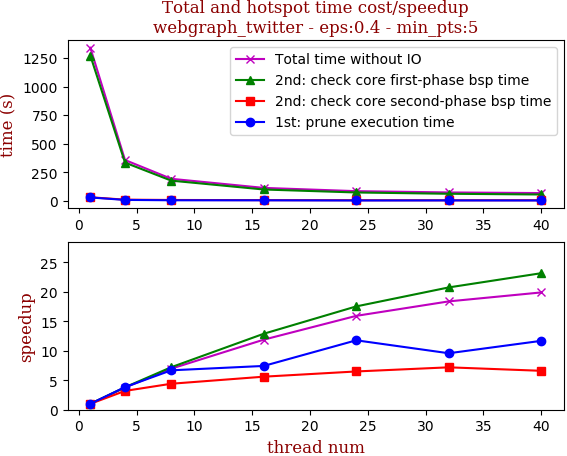 Total and hotspot time cost/speedup
webgraph_twitter - eps:0.4 - min_pts:5
time (s)
1250
1000
750
500
250
0
Total time without IO
2nd: check core first-phase bsp time
2nd: check core second-phase bsp time
1st: prune execution time
0 5 10 15 20 25 30 35 40
speedup
25
20
15
10
5
0
0 5 10 15 20 25 30 35 40
thread num